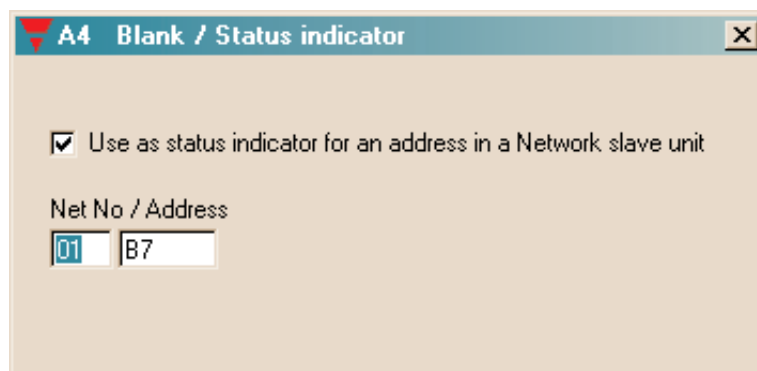 A4 Blank / Status indicator
Use as status indicator for an address in a Network slave unit
Net No / Address
01 B7